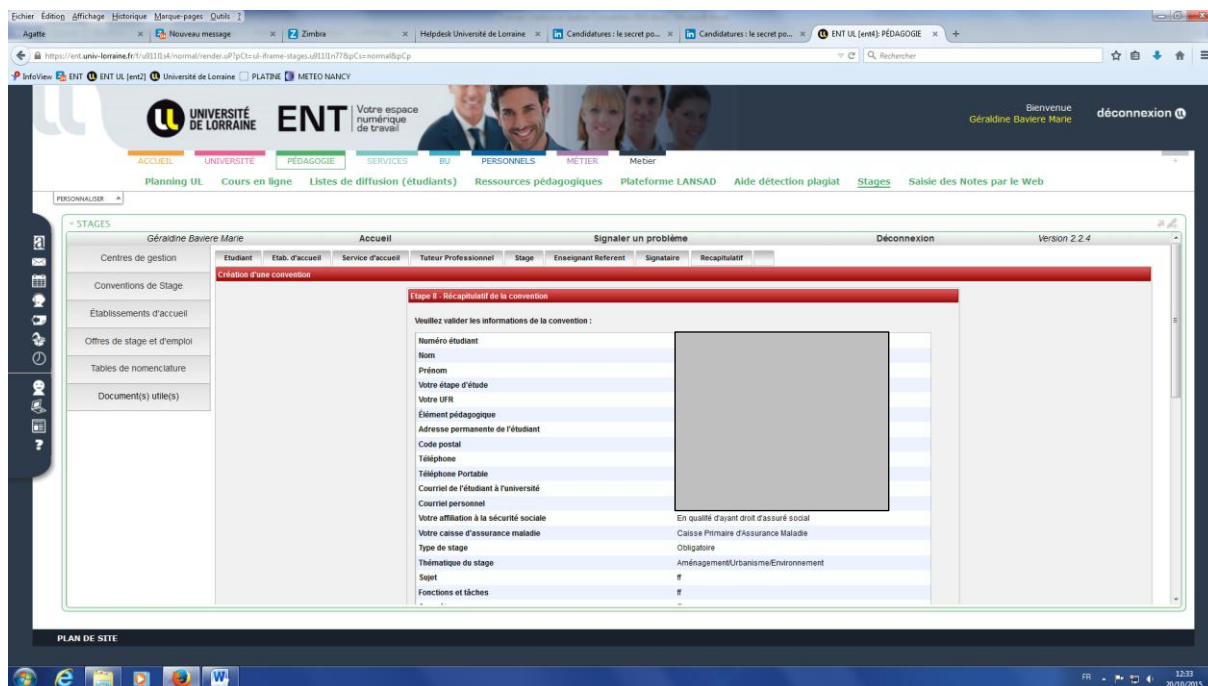 Fichier Édition Affichage Historique Marque-pages Outils ?
Agatte × Nouveau message × Zimbra × Helpdesk Université de Lorraine × Candidatures : le secret po... × Candidatures : le secret po... × ENT UL [ent4]: PÉDAGOGIE × +
Rechercher
InfoView ENT ENT UL [ent2] Université de Lorraine PLATINE METEO NANCY
UNIVERSITÉ DE LORRAINE
ENT Votre espace numérique de travail
Bienvenue
Géraldine Baviere Marie
déconnexion
ACCUEIL UNIVERSITÉ PÉDAGOGIE SERVICES BU PERSONNELS MÉTIER Metier +
Planning UL Cours en ligne Listes de diffusion (étudiants) Ressources pédagogiques Plateforme LANSAD Aide détection plagiat Stages Saisie des Notes par le Web
PERSONNALISER
STAGES
Géraldine Baviere Marie Accueil Signaler un problème Déconnexion Version 2.2.4
Centres de gestion
Conventions de Stage
Établissements d'accueil
Offres de stage et d'emploi
Tables de nomenclature
Document(s) utile(s)
Etudiant Etab. d'accueil Service d'accueil Tuteur Professionnel Stage Enseignant Referent Signataire Recapitulatif
Création d'une convention
Etape 8 - Récapitulatif de la convention
Veuillez valider les informations de la convention :
Numéro étudiant
Nom
Prénom
Votre étape d'étude
Votre UFR
Élément pédagogique
Adresse permanente de l'étudiant
Code postal
Téléphone
Téléphone Portable
Courriel de l'étudiant à l'université
Courriel personnel
Votre affiliation à la sécurité sociale En qualité d'ayant droit d'assuré social
Votre caisse d'assurance maladie Caisse Primaire d'Assurance Maladie
Type de stage Obligatoire
Thématique du stage Aménagement/Urbanisme/Environnement
Sujet ff
Fonctions et tâches ff
PLAN DE SITE
FR
12:33
20/10/2015